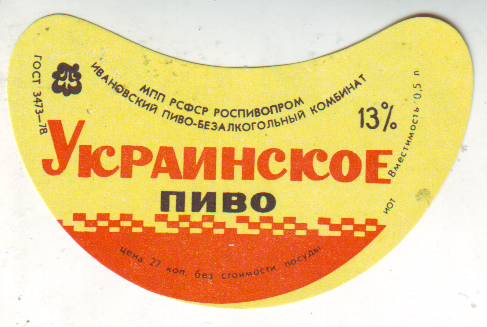 МПП РСФСР РОСПИВОПРОМ
ИВАНОВСКИЙ ПИВО-БЕЗАЛКОГОЛЬНЫЙ КОМБИНАТ
ГОСТ 3473—78
13%
УКРАИНСКОЕ
ПИВО
Вместимость 0,5 л
ИОТ
цена 27 коп. без стоимости посуды